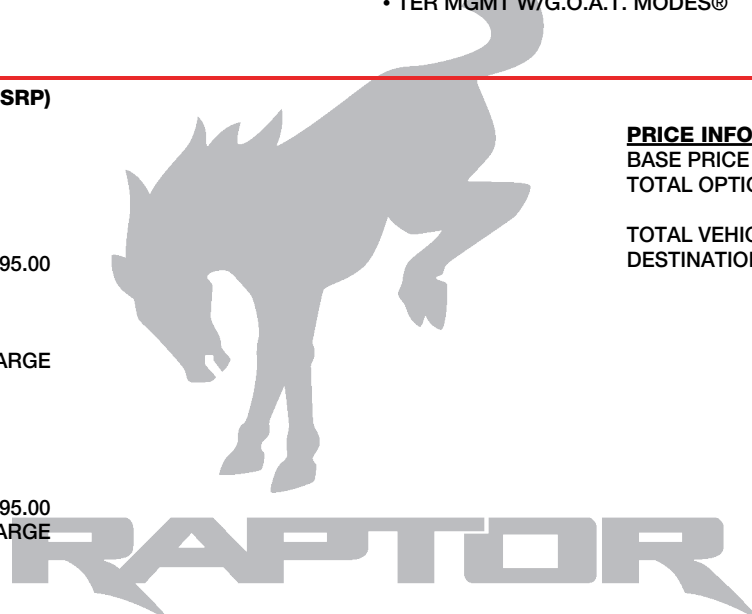 • TER MGMT W/G.O.A.T. MODES®
SRP)
95.00
ARGE
95.00
ARGE
PRICE INFO
BASE PRICE
TOTAL OPTIO
TOTAL VEHIC
DESTINATION
RAPTOR